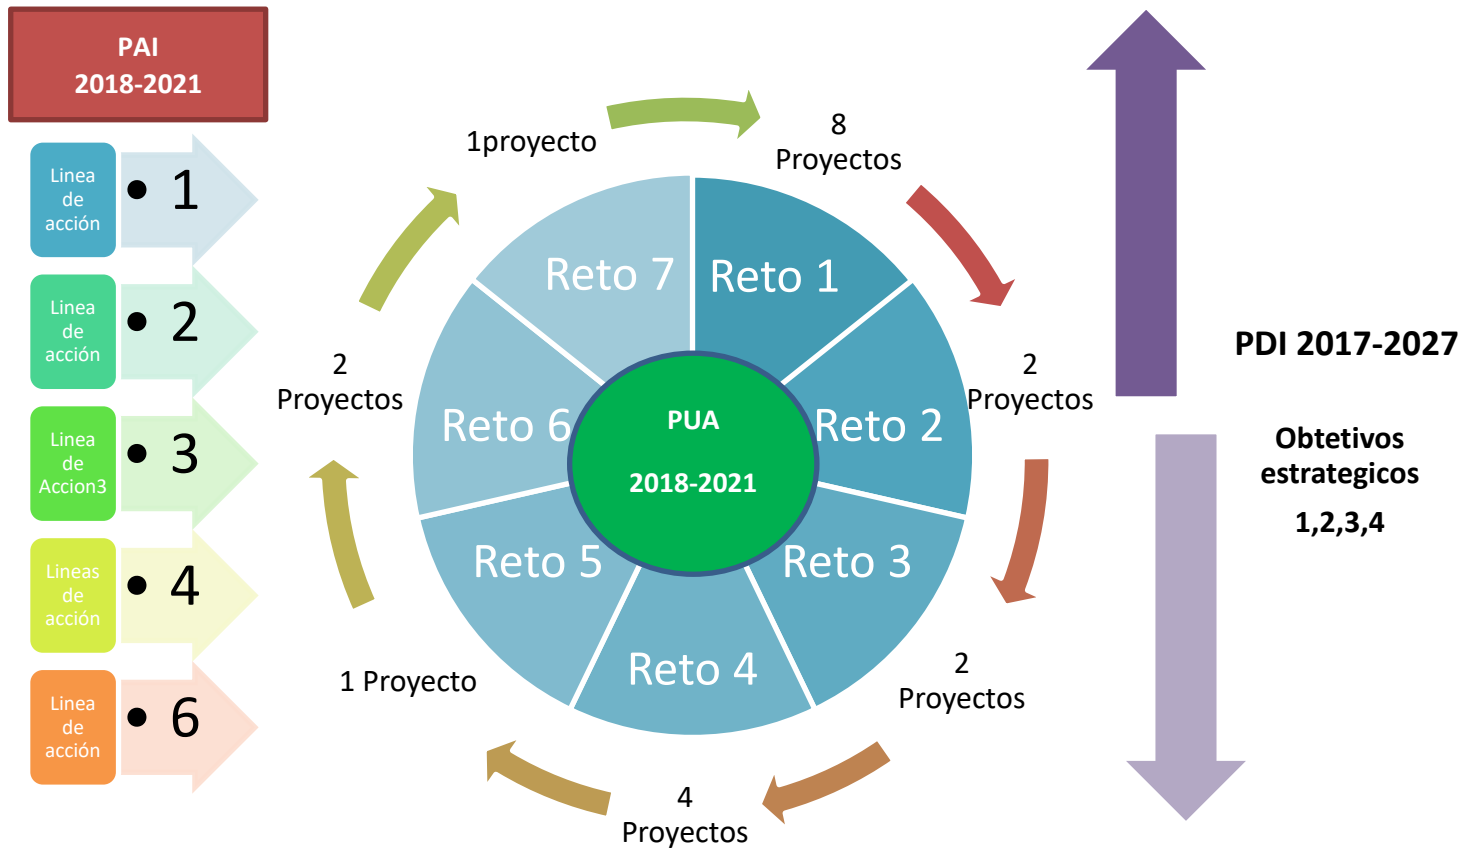 PAI
2018-2021
Linea
de
acción
• 1
Linea
de
acción
• 2
Linea
de
Accion3
• 3
Lineas
de
acción
• 4
Linea
de
acción
• 6
1proyecto
8
Proyectos
2
Proyectos
2
Proyectos
4
Proyectos
1 Proyecto
2
Proyectos
Reto 1
Reto 2
Reto 3
Reto 4
Reto 5
Reto 6
Reto 7
PUA
2018-2021
PDI 2017-2027
Obtetivos
estrategicos
1,2,3,4